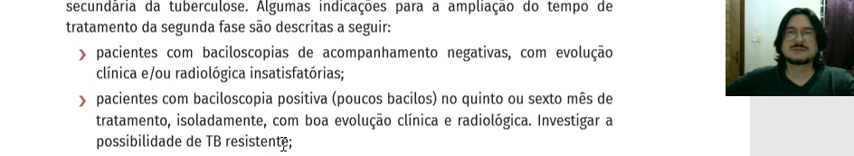 secundária da tuberculose. Algumas indicações para a ampliação do tempo de
tratamento da segunda fase são descritas a seguir:
pacientes com baciloscopias de acompanhamento negativas, com evolução
clínica e/ou radiológica insatisfatórias;
pacientes com baciloscopia positiva (poucos bacilos) no quinto ou sexto mês de
tratamento, isoladamente, com boa evolução clínica e radiológica. Investigar a
possibilidade de TB resistente;